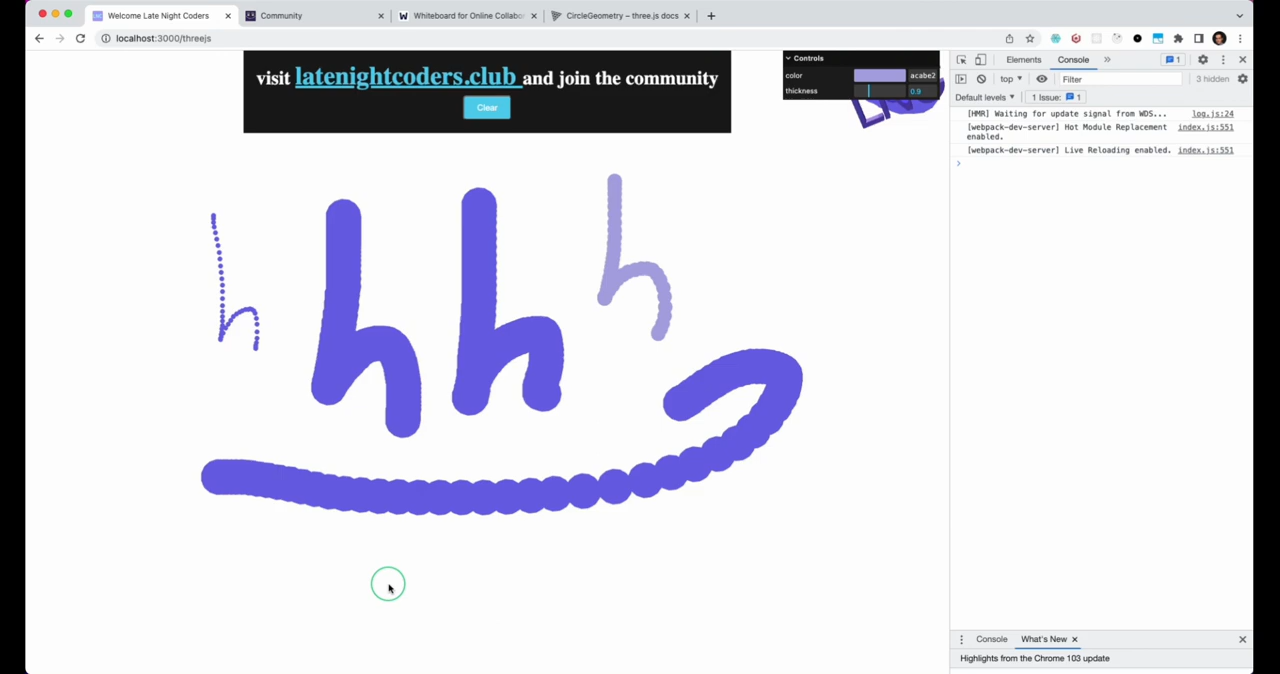 Welcome Late Night Coders
Community
Whiteboard for Online Collabor
CircleGeometry – three.js docs
localhost:3000/threejs
visit latenightcoders.club and join the community
Clear
Controls
color acabe2
thickness 0.9
h h h h
Elements Console » 1
top Filter 3 hidden
Default levels 1 Issue: 1
[HMR] Waiting for update signal from WDS... log.js:24
[webpack-dev-server] Hot Module Replacement index.js:551
enabled.
[webpack-dev-server] Live Reloading enabled. index.js:551
Console What's New
Highlights from the Chrome 103 update